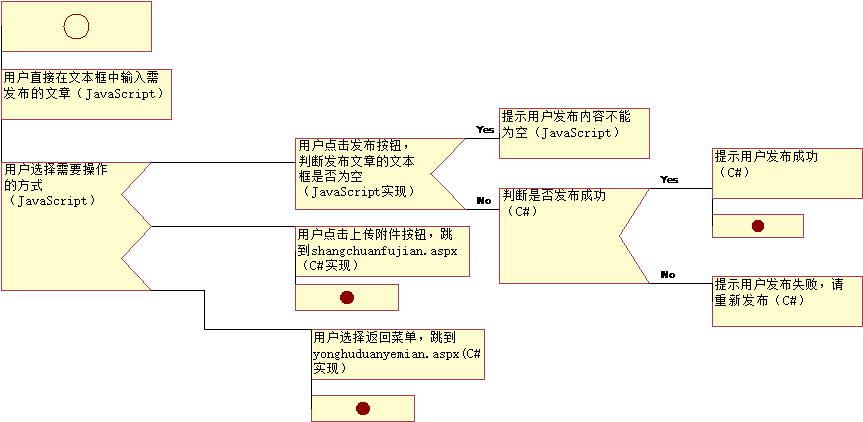 用户直接在文本框中输入需
发布的文章（JavaScript）
用户选择需要操作
的方式
（JavaScript）
用户点击发布按钮，
判断发布文章的文本
框是否为空
（JavaScript实现）
Yes
提示用户发布内容不能
为空（JavaScript）
No
判断是否发布成功
（C#）
Yes
提示用户发布成功
（C#）
No
提示用户发布失败，请
重新发布（C#）
用户点击上传附件按钮，跳
到shangchuanfujian.aspx
（C#实现）
用户选择返回菜单，跳到
yonghuduanyemian.aspx(C#
实现）